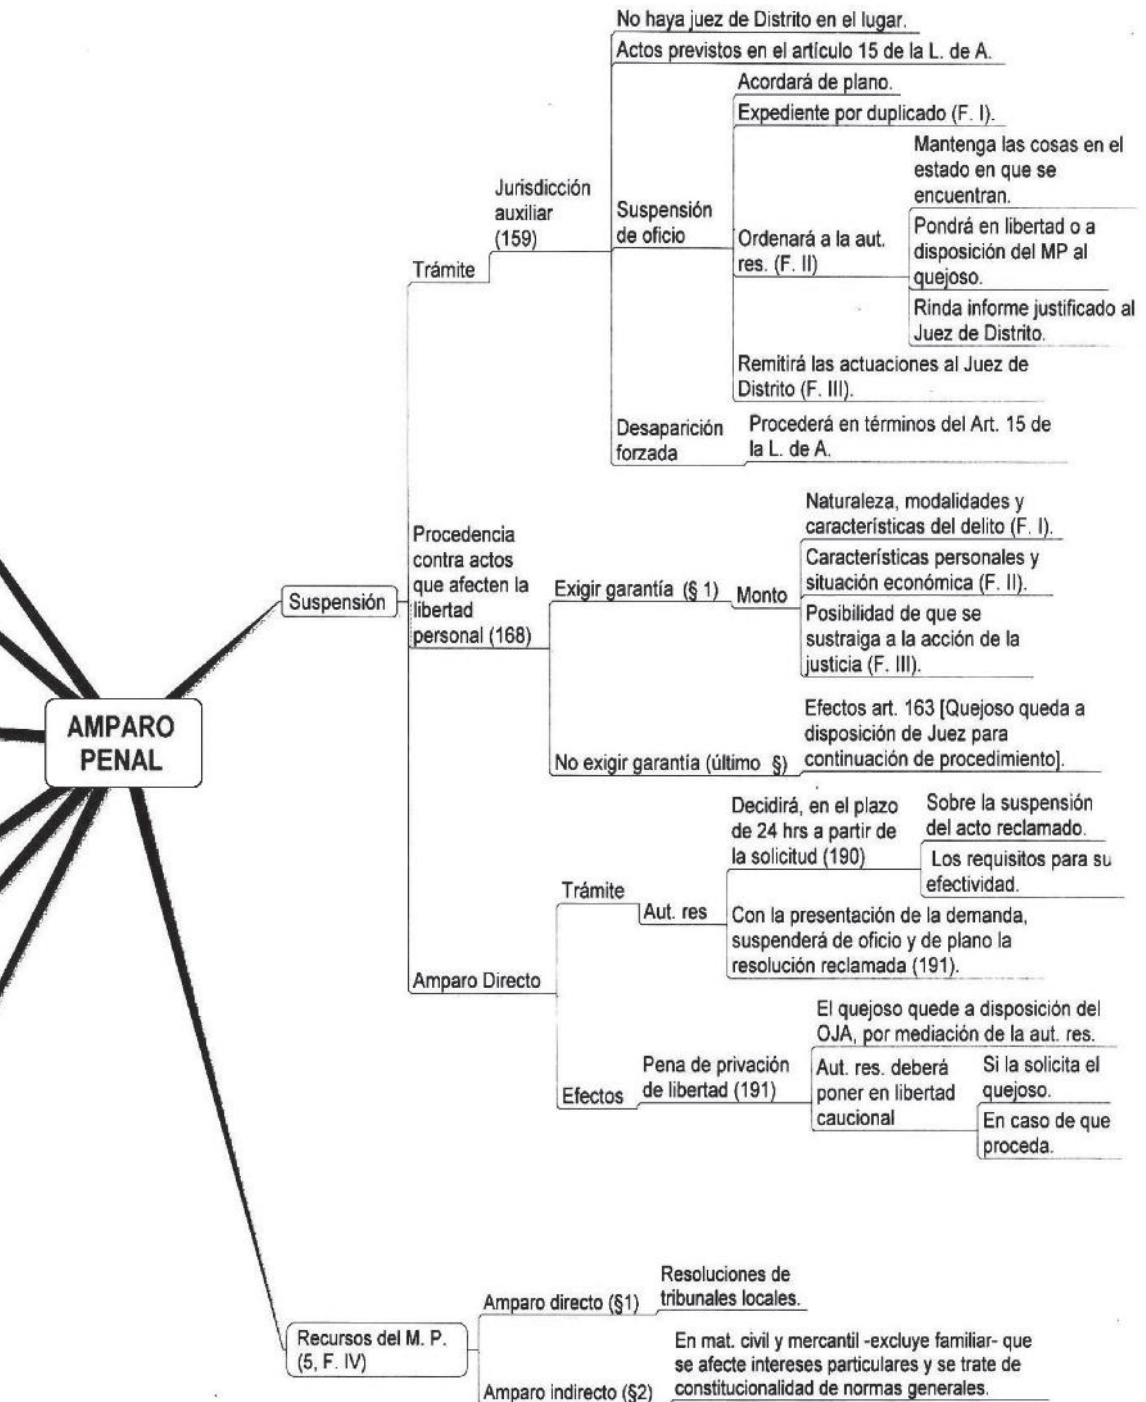 No haya juez de Distrito en el lugar.
Actos previstos en el artículo 15 de la L. de A.
Acordará de plano.
Expediente por duplicado (F. I).
Mantenga las cosas en el
estado en que se
encuentran.
Jurisdicción
auxiliar
(159)
Suspensión
de oficio
Ordenará a la aut.
res. (F. II)
Pondrá en libertad o a
disposición del MP al
quejoso.
Trámite
Rinda informe justificado al
Juez de Distrito.
Remitirá las actuaciones al Juez de
Distrito (F. III).
Desaparición
forzada
Procederá en términos del Art. 15 de
la L. de A.
Naturaleza, modalidades y
características del delito (F. I).
Procedencia
contra actos
que afecten la
libertad
personal (168)
Suspensión
Exigir garantía (§ 1)
Monto
Características personales y
situación económica (F. II).
Posibilidad de que se
sustraiga a la acción de la
justicia (F. III).
AMPARO
PENAL
No exigir garantía (último §)
Efectos art. 163 [Quejoso queda a
disposición de Juez para
continuación de procedimiento].
Decidirá, en el plazo
de 24 hrs a partir de
la solicitud (190)
Sobre la suspensión
del acto reclamado.
Los requisitos para su
efectividad.
Trámite
Aut. res
Con la presentación de la demanda,
suspenderá de oficio y de plano la
resolución reclamada (191).
Amparo Directo
El quejoso quede a disposición del
OJA, por mediación de la aut. res.
Efectos
Pena de privación
de libertad (191)
Aut. res. deberá
poner en libertad
caucional
Si la solicita el
quejoso.
En caso de que
proceda.
Recursos del M. P.
(5, F. IV)
Amparo directo (§1)
Resoluciones de
tribunales locales.
Amparo indirecto (§2)
En mat. civil y mercantil -excluye familiar- que
se afecte intereses particulares y se trate de
constitucionalidad de normas generales.